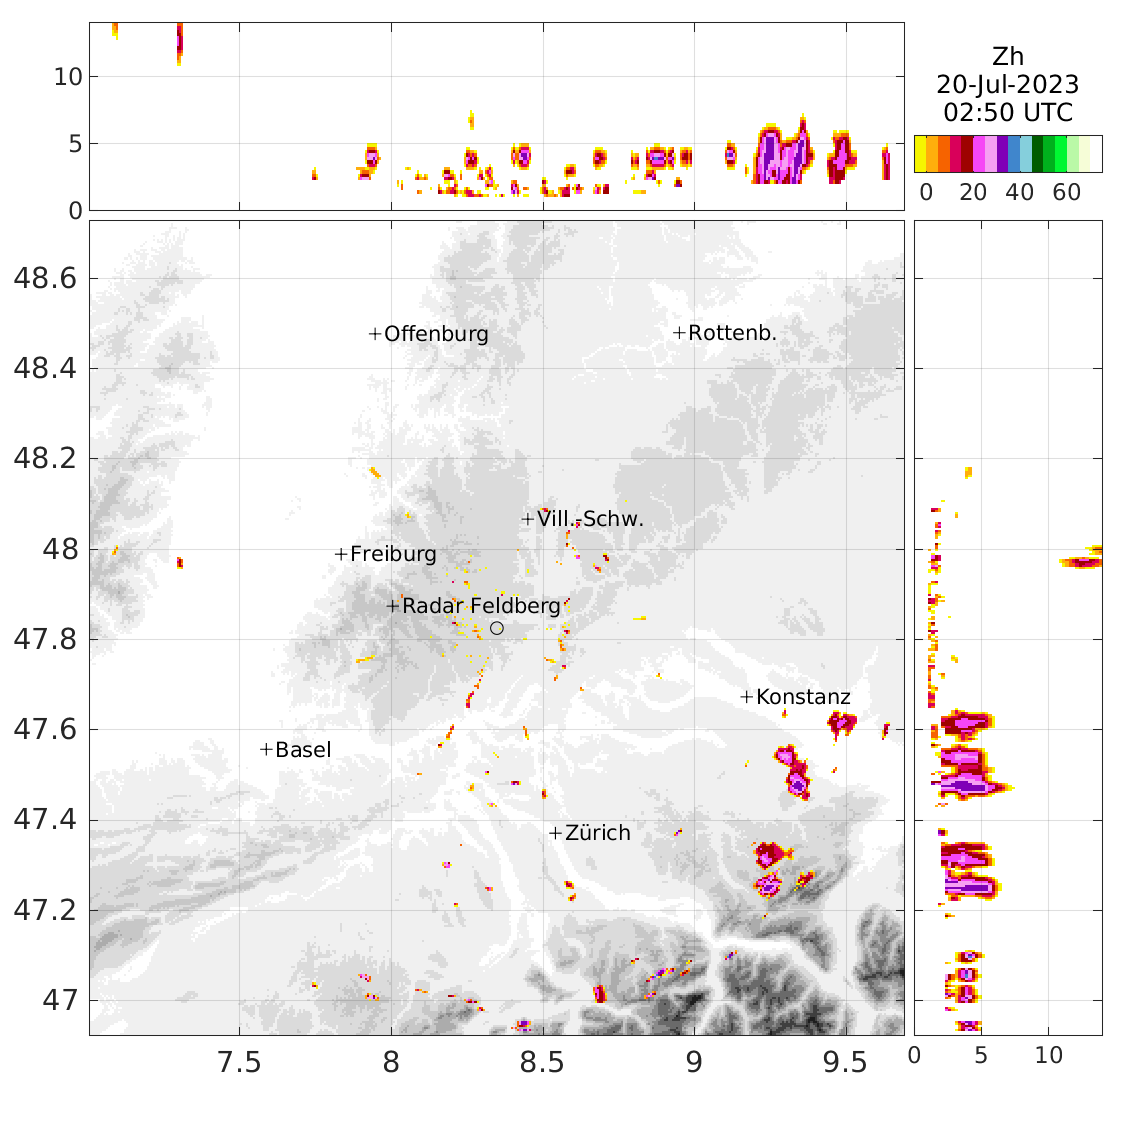 Zh
20-Jul-2023
02:50 UTC
0 20 40 60
10
5
0
48.6
48.4
48.2
48
47.8
47.6
47.4
47.2
47
+Offenburg
+Rottenb.
+Vill.-Schw.
+Freiburg
+Radar Feldberg
+Konstanz
+Basel
+Zürich
7.5 8 8.5 9 9.5
0 5 10